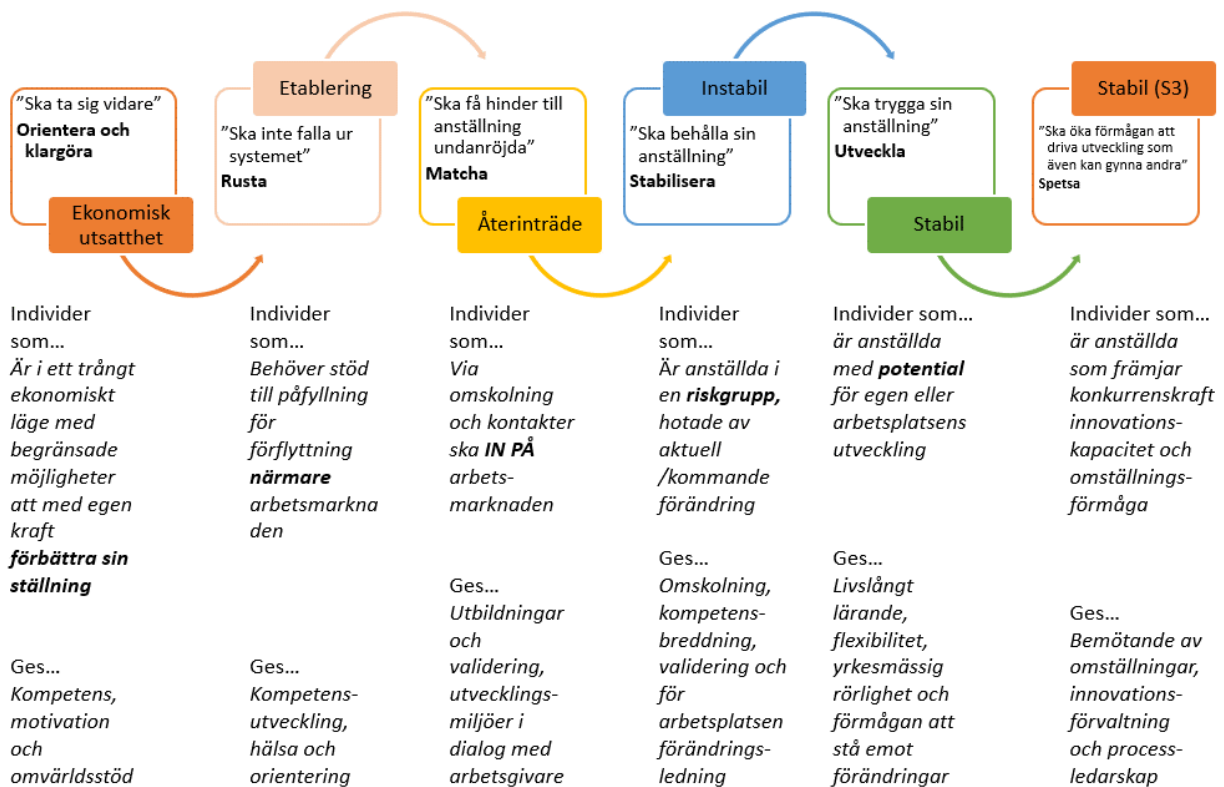 "Ska ta sig vidare"
Orientera och
klargöra
Ekonomisk
utsatthet
Etablering
"Ska inte falla ur
systemet"
Rusta
"Ska få hinder till
anställning
undanröjda"
Matcha
Återinträde
Instabil
"Ska behålla sin
anställning"
Stabilisera
"Ska trygga sin
anställning"
Utveckla
Stabil
Stabil (S3)
"Ska öka förmågan att
driva utveckling som
även kan gynna andra"
Spetsa
Individer
som…
Är i ett trångt
ekonomiskt
läge med
begränsade
möjligheter
att med egen
kraft
förbättra sin
ställning
Ges…
Kompetens,
motivation
och
omvärldsstöd
Individer
som…
Behöver stöd
till påfyllning
för
förflyttning
närmare
arbetsmarkna
den
Ges…
Kompetens-
utveckling,
hälsa och
orientering
Individer
som…
Via
omskolning
och kontakter
ska IN PÅ
arbets-
marknaden
Ges…
Utbildningar
och
validering,
utvecklings-
miljöer i
dialog med
arbetsgivare
Individer
som…
Är anställda i
en riskgrupp,
hotade av
aktuell
/kommande
förändring
Ges…
Omskolning,
kompetens-
breddning,
validering och
för
arbetsplatsen
förändrings-
ledning
Individer som…
är anställda
med potential
för egen eller
arbetsplatsens
utveckling
Ges…
Livslångt
lärande,
flexibilitet,
yrkesmässig
rörlighet och
förmågan att
stå emot
förändringar
Individer som…
är anställda
som främjar
konkurrenskraft
innovations-
kapacitet och
omställnings-
förmåga
Ges…
Bemötande av
omställningar,
innovations-
förvaltning
och process-
ledarskap